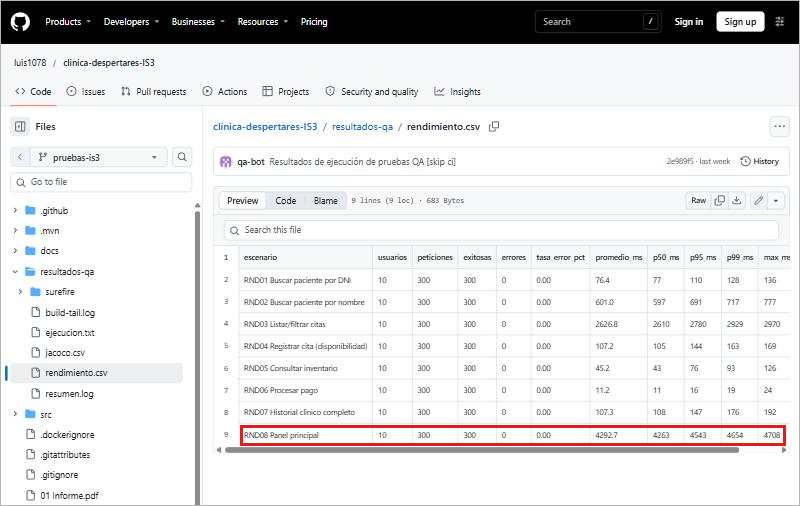 Products Developers Businesses Resources Pricing Search / Sign in Sign up
luis1078 / clinica-despertares-IS3
Code Issues Pull requests Actions Projects Security and quality Insights
Files
pruebas-is3
Go to file
.github
.mvn
docs
resultados-qa
surefire
build-tail.log
ejecucion.txt
jacoco.csv
rendimiento.csv
resumen.log
src
.dockerignore
.gitattributes
.gitignore
01 Informe.pdf
clinica-despertares-IS3 / resultados-qa / rendimiento.csv
qa-bot Resultados de ejecución de pruebas QA [skip ci] 2e989f5 · last week History
Preview Code Blame 9 lines (9 loc) · 683 Bytes Raw
Search this file
1 escenario usuarios peticiones exitosas errores tasa_error_pct promedio_ms p50_ms p95_ms p99_ms max_ms
2 RND01 Buscar paciente por DNI 10 300 300 0 0.00 76.4 77 110 128 136
3 RND02 Buscar paciente por nombre 10 300 300 0 0.00 601.0 597 691 717 777
4 RND03 Listar/filtrar citas 10 300 300 0 0.00 2626.8 2610 2780 2929 2970
5 RND04 Registrar cita (disponibilidad) 10 300 300 0 0.00 107.2 105 144 163 169
6 RND05 Consultar inventario 10 300 300 0 0.00 45.2 43 76 93 126
7 RND06 Procesar pago 10 300 300 0 0.00 11.2 11 16 19 24
8 RND07 Historial clinico completo 10 300 300 0 0.00 107.3 108 147 176 192
9 RND08 Panel principal 10 300 300 0 0.00 4292.7 4263 4543 4654 4708